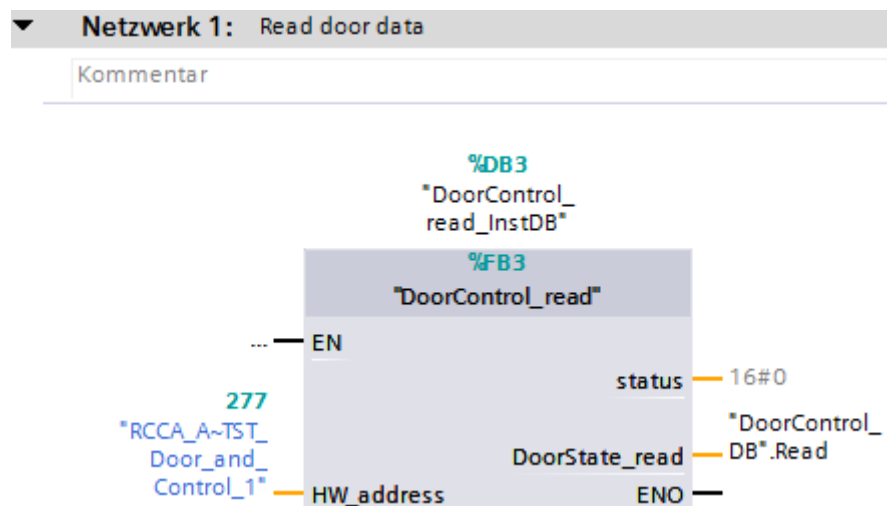 Netzwerk 1: Read door data
Kommentar
%DB3
"DoorControl_
read_InstDB"
%FB3
"DoorControl_read"
... EN
status 16#0
277
"RCCA_A~TST_
Door_and_
Control_1" HW_address
DoorState_read "DoorControl_
DB".Read
ENO